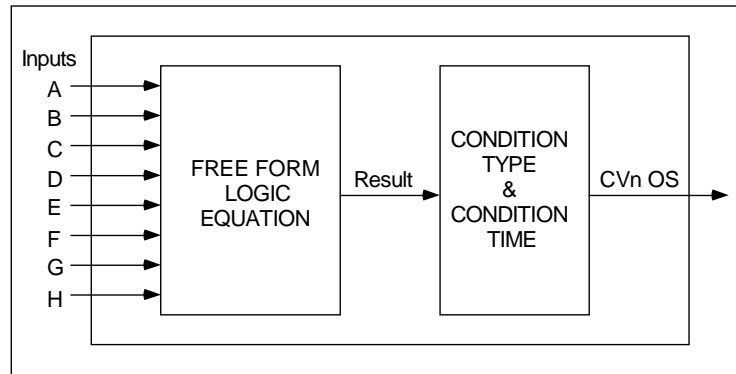 Inputs
A
B
C
D
E
F
G
H
FREE FORM
LOGIC
EQUATION
Result
CONDITION
TYPE
&
CONDITION
TIME
CVn OS